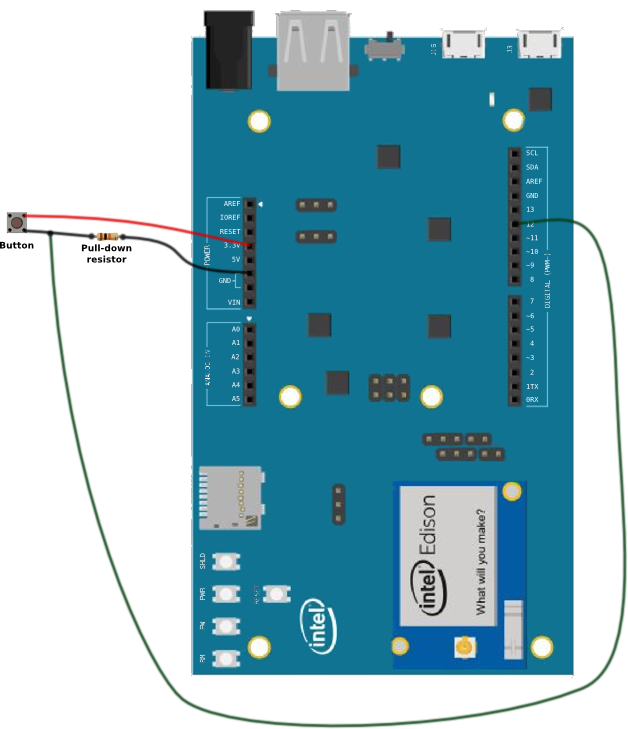 J16
J3
SCL
SDA
AREF
GND
13
12
~11
~10
~9
8
DIGITAL (PWM~)
7
~6
~5
4
~3
2
1TX
0RX
AREF
IOREF
RESET
3.3V
5V
GND
VIN
POWER
A0
A1
A2
A3
A4
A5
ANALOG IN
Button
Pull-down
resistor
SHLD
PWR
RESET
FW
RM
intel
intel Edison
What will you make?